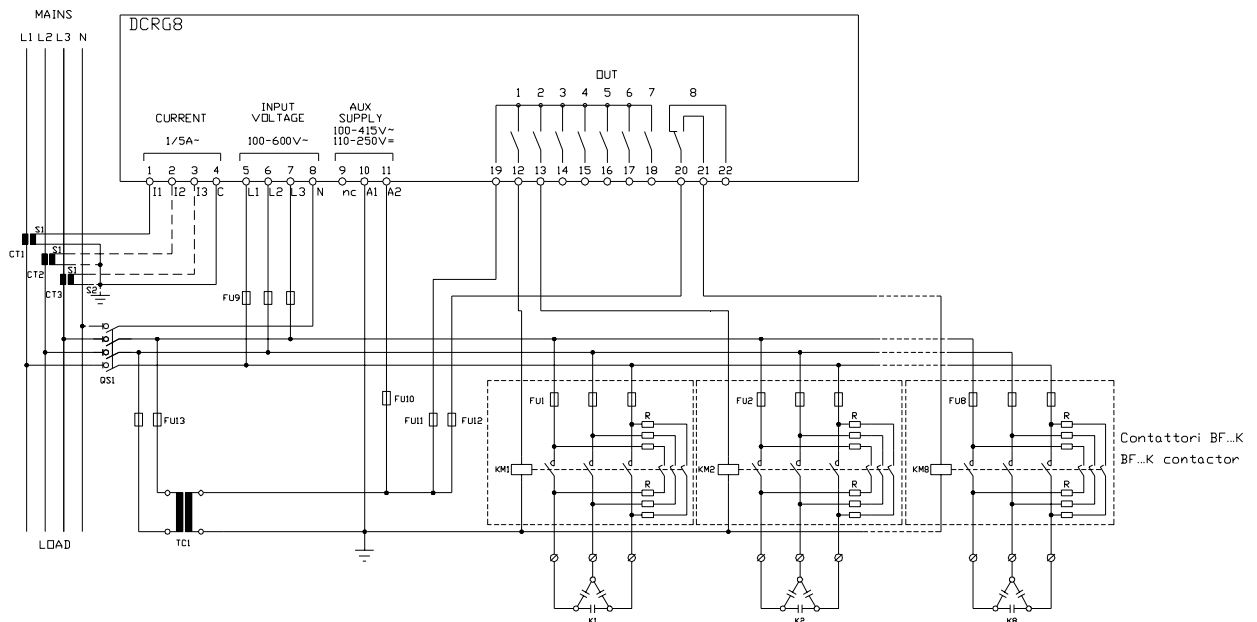 MAINS
L1 L2 L3 N
DCRG8
OUT
1 2 3 4 5 6 7 8
CURRENT
1/5A~
INPUT
VOLTAGE
100-600V~
AUX
SUPPLY
100-415V~
110-250V=
1 2 3 4 5 6 7 8 9 10 11 19 12 13 14 15 16 17 18 20 21 22
I1 I2 I3 C L1 L2 L3 N nc A1 A2
S1
CT1
S1
CT2
S1
CT3
S2
FU9
QS1
FU10
FU13
FU11
FU12
FU1
FU2
FU8
R
R
R
Contattori BF...K
BF...K contactor
KM1
KM2
KM8
R
R
R
TC1
LOAD
K1
K2
K8